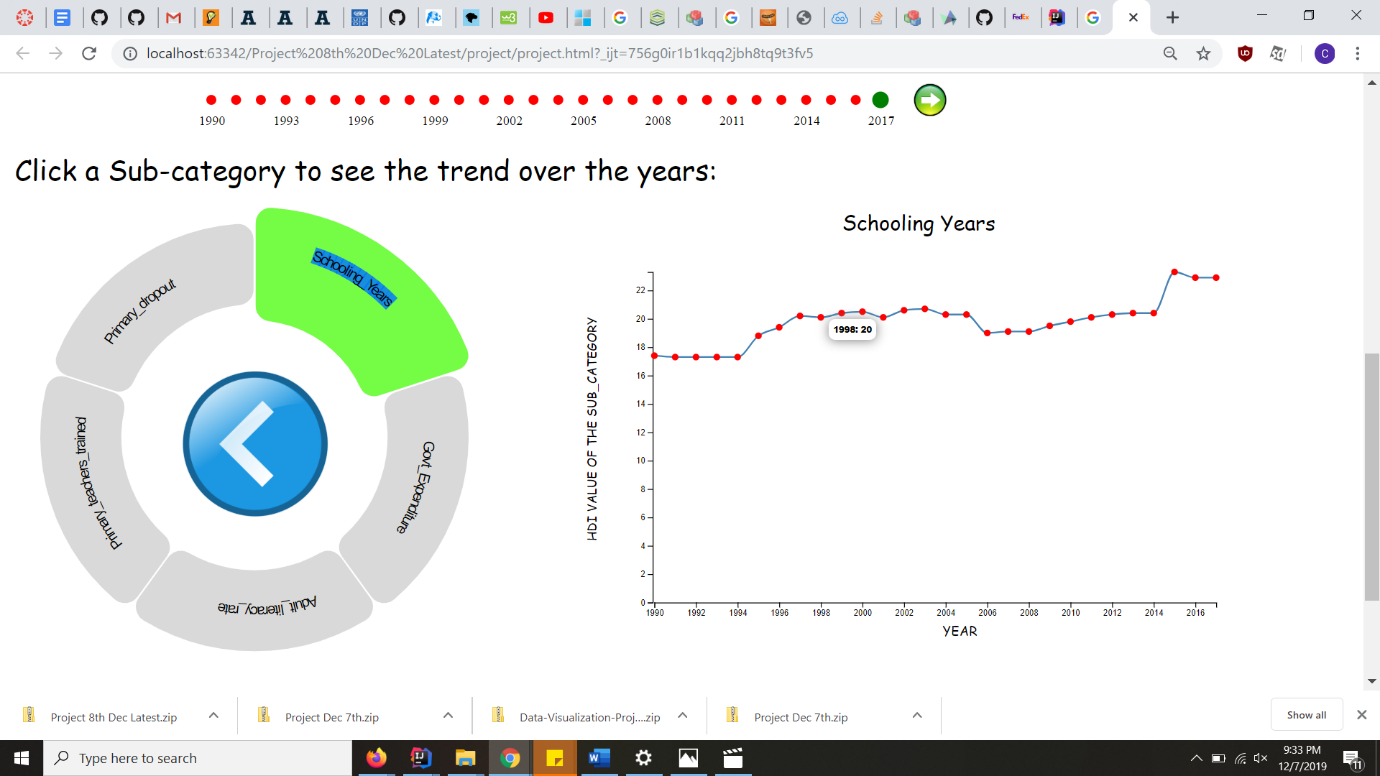 localhost:63342/Project%208th%20Dec%20Latest/project/project.html?_ijt=756g0ir1b1kqq2jbh8tq9t3fv5
C
1990 1993 1996 1999 2002 2005 2008 2011 2014 2017
Click a Sub-category to see the trend over the years:
Schooling_Years
Govt_Expenditure
Adult_literacy_rate
Primary_teachers_trained
Primary_dropout
Schooling Years
HDI VALUE OF THE SUB_CATEGORY
22
20
18
16
14
12
10
8
6
4
2
0
1998: 20
1990 1992 1994 1996 1998 2000 2002 2004 2006 2008 2010 2012 2014 2016
YEAR
Project 8th Dec Latest.zip
Project Dec 7th.zip
Data-Visualization-Proj....zip
Project Dec 7th.zip
Show all
Type here to search
9:33 PM
12/7/2019
11